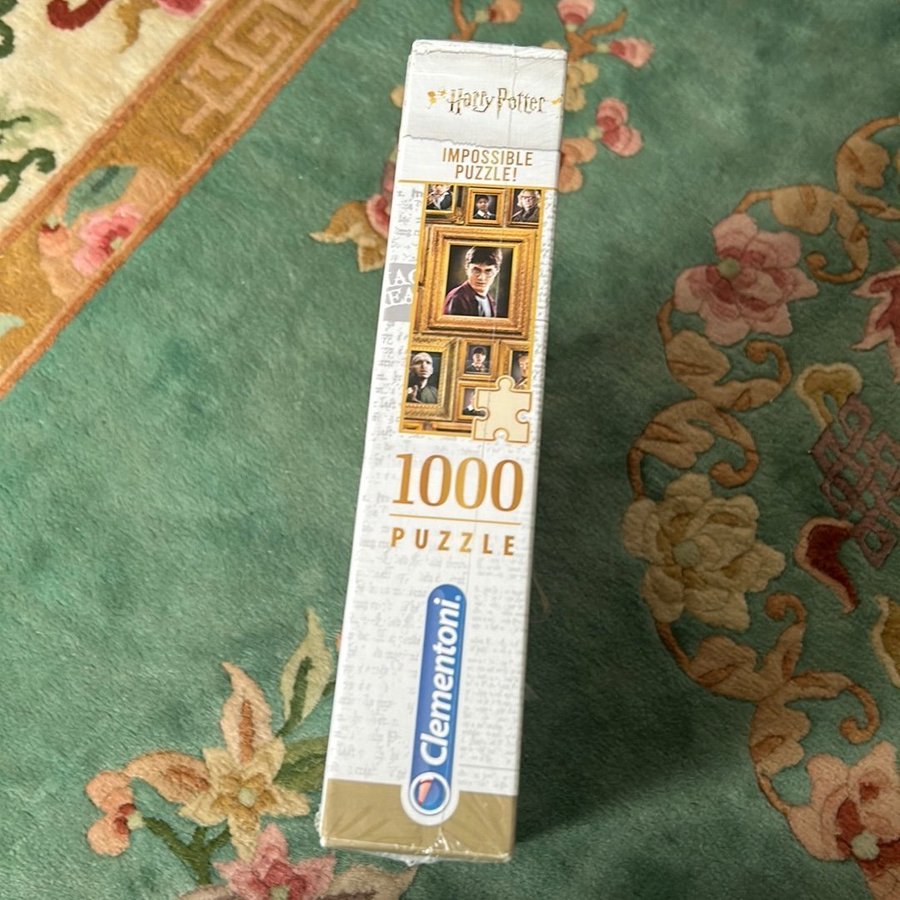 Harry Potter
IMPOSSIBLE
PUZZLE!
1000
PUZZLE
Clementoni®